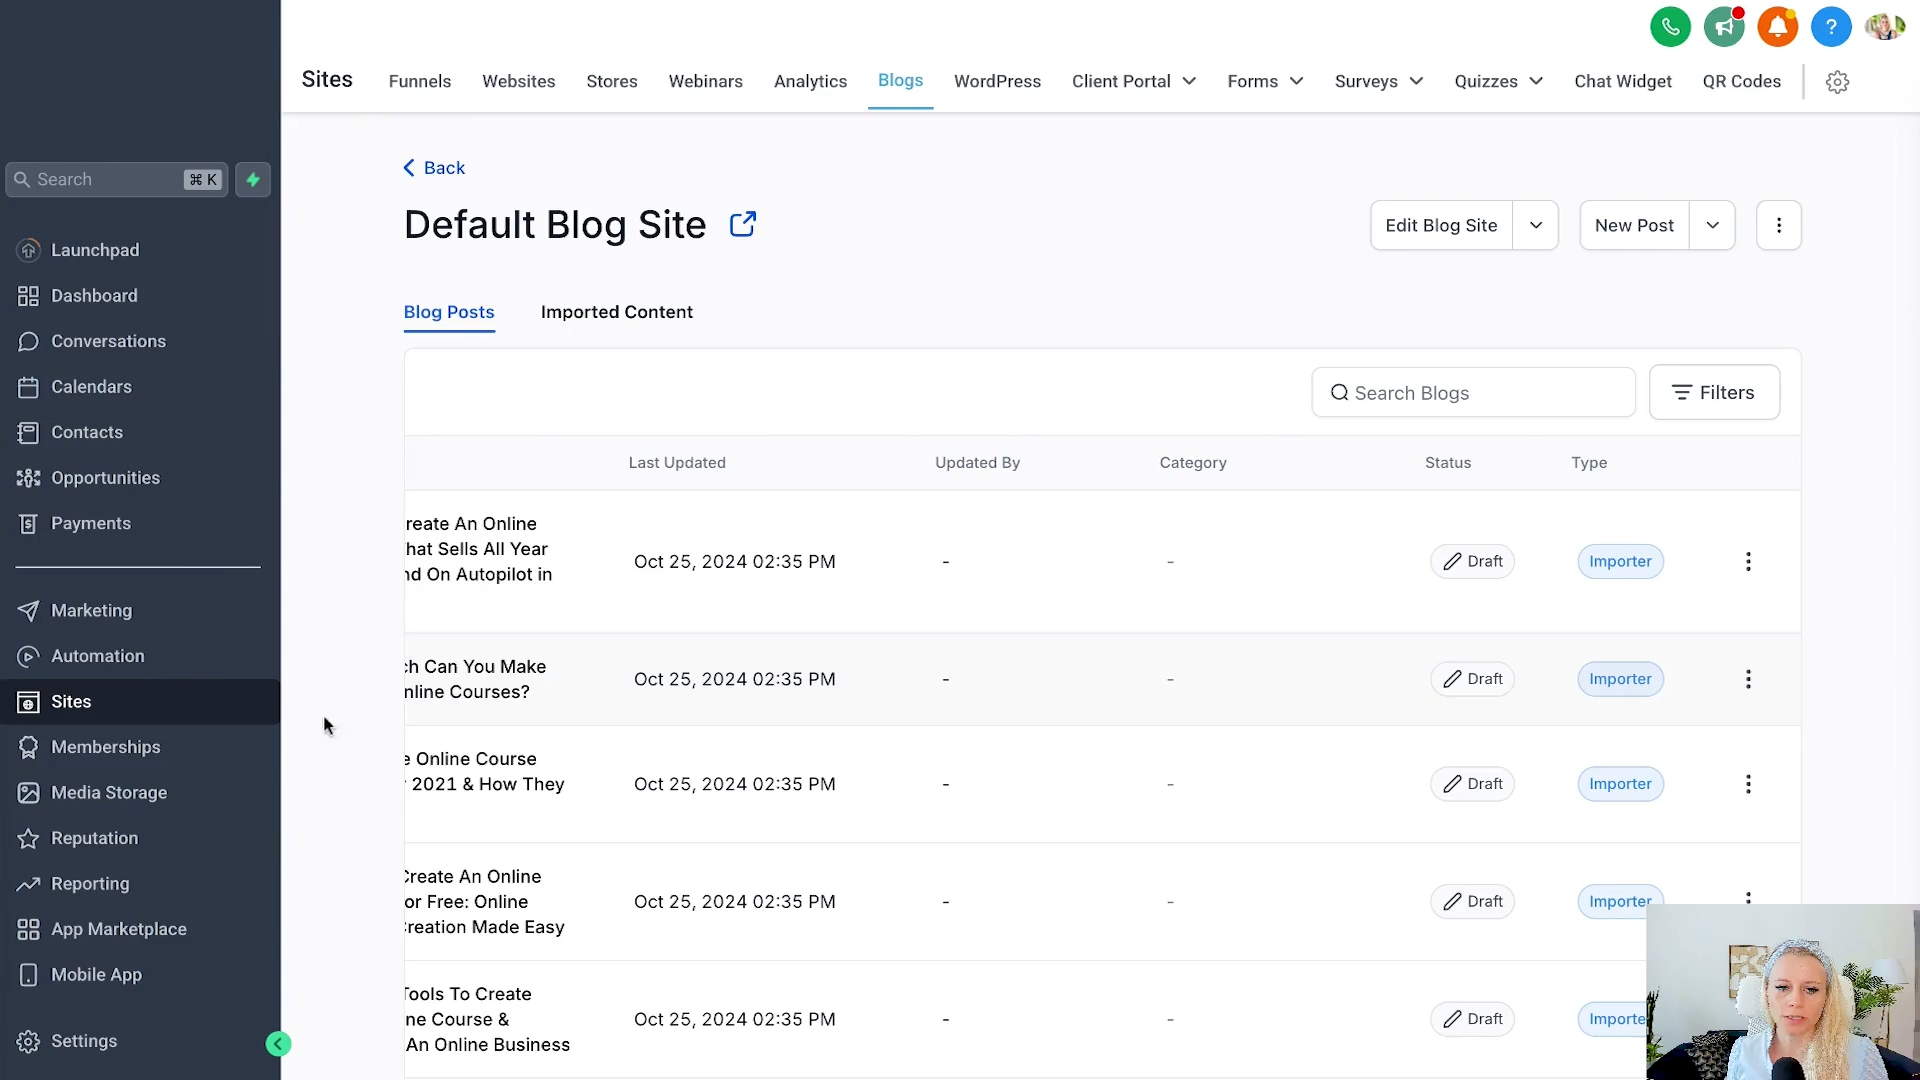 Sites
Funnels
Websites
Stores
Webinars
Analytics
Blogs
WordPress
Client Portal
Forms
Surveys
Quizzes
Chat Widget
QR Codes
Search
⌘ K
Launchpad
Dashboard
Conversations
Calendars
Contacts
Opportunities
Payments
Marketing
Automation
Sites
Memberships
Media Storage
Reputation
Reporting
App Marketplace
Mobile App
Settings
Back
Default Blog Site
Edit Blog Site
New Post
Blog Posts
Imported Content
Search Blogs
Filters
Last Updated
Updated By
Category
Status
Type
reate An Online
hat Sells All Year
nd On Autopilot in
Oct 25, 2024 02:35 PM
-
-
Draft
Importer
ch Can You Make
nline Courses?
Oct 25, 2024 02:35 PM
-
-
Draft
Importer
e Online Course
2021 & How They
Oct 25, 2024 02:35 PM
-
-
Draft
Importer
Create An Online
or Free: Online
reation Made Easy
Oct 25, 2024 02:35 PM
-
-
Draft
Importer
Tools To Create
ne Course &
An Online Business
Oct 25, 2024 02:35 PM
-
-
Draft
Importe